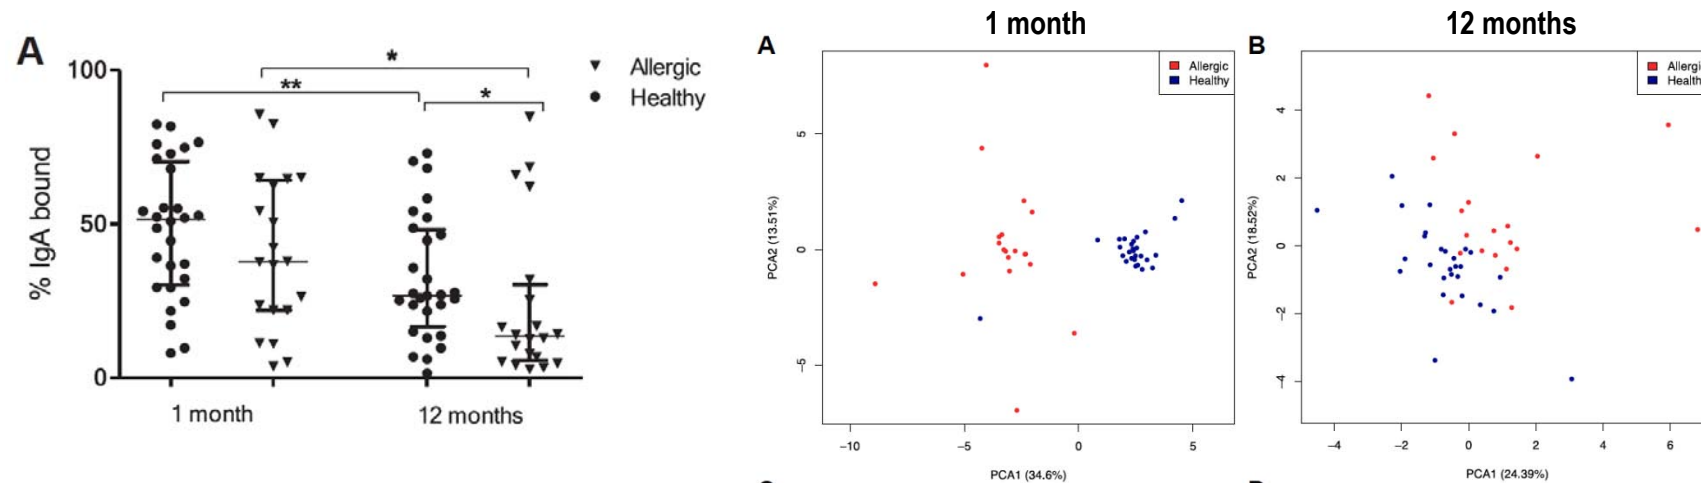 A
100
50
0
% IgA bound
*
**
*
Allergic
Healthy
1 month
12 months
1 month
A
Allergic
Healthy
5
0
−5
PCA2 (13.51%)
−10
−5
0
5
PCA1 (34.6%)
12 months
B
Allergi
Health
4
2
0
−2
−4
PCA2 (18.52%)
−4
−2
0
2
4
6
PCA1 (24.39%)